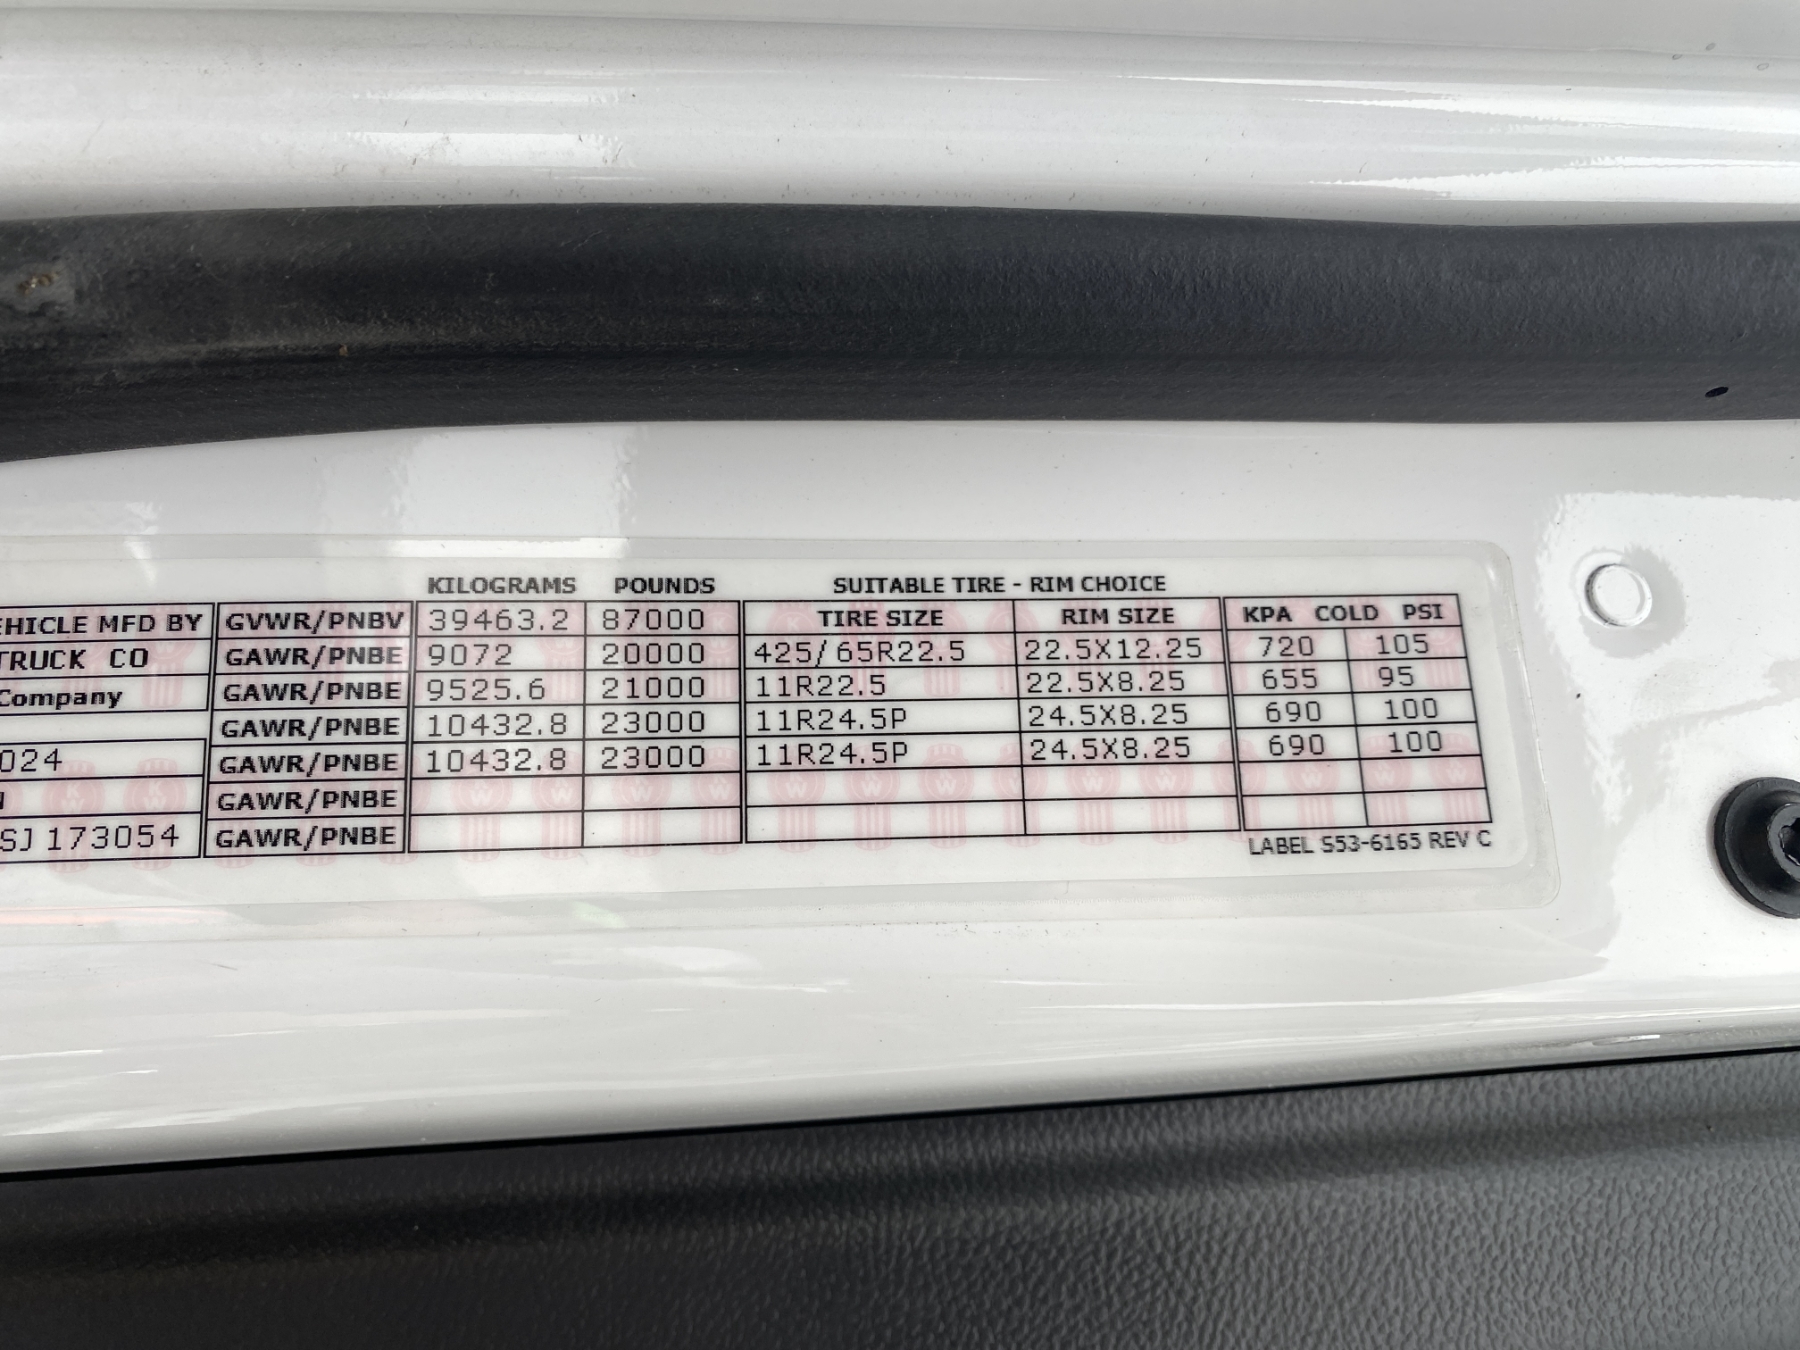 KILOGRAMS POUNDS SUITABLE TIRE - RIM CHOICE
EHICLE MFD BY GVWR/PNBV 39463.2 87000 TIRE SIZE RIM SIZE KPA COLD PSI
TRUCK CO GAWR/PNBE 9072 20000 425/65R22.5 22.5X12.25 720 105
Company GAWR/PNBE 9525.6 21000 11R22.5 22.5X8.25 655 95
GAWR/PNBE 10432.8 23000 11R24.5P 24.5X8.25 690 100
024 GAWR/PNBE 10432.8 23000 11R24.5P 24.5X8.25 690 100
GAWR/PNBE
SJ173054 GAWR/PNBE
LABEL S53-6165 REV C